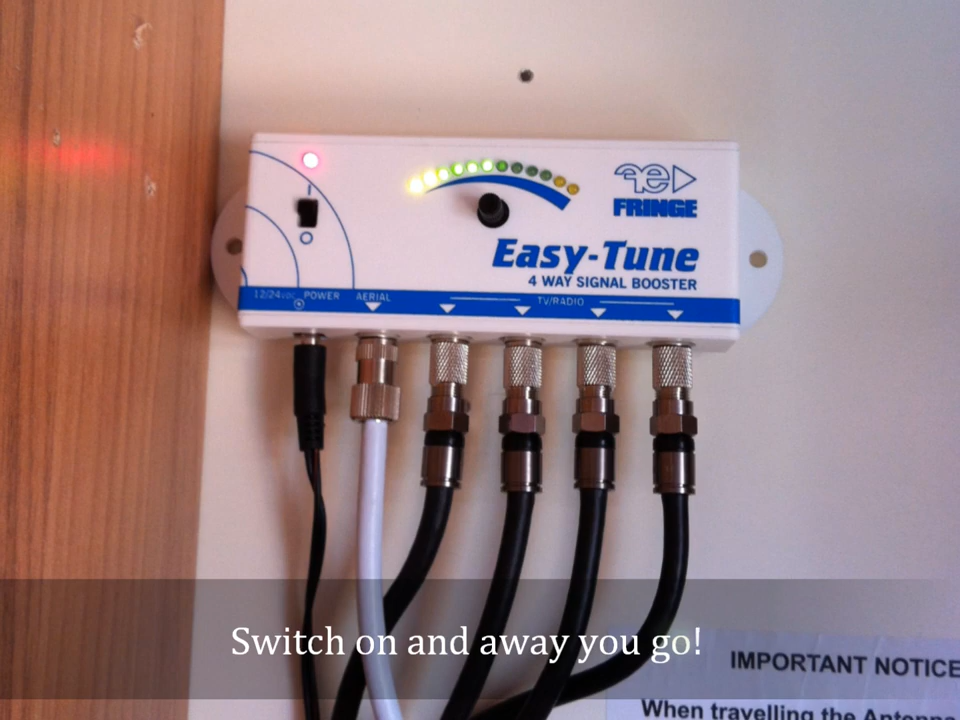 FRINGE
Easy-Tune
4 WAY SIGNAL BOOSTER
12/24VDC POWER AERIAL TV/RADIO
Switch on and away you go!
IMPORTANT NOTICE
When travelling the Antenna